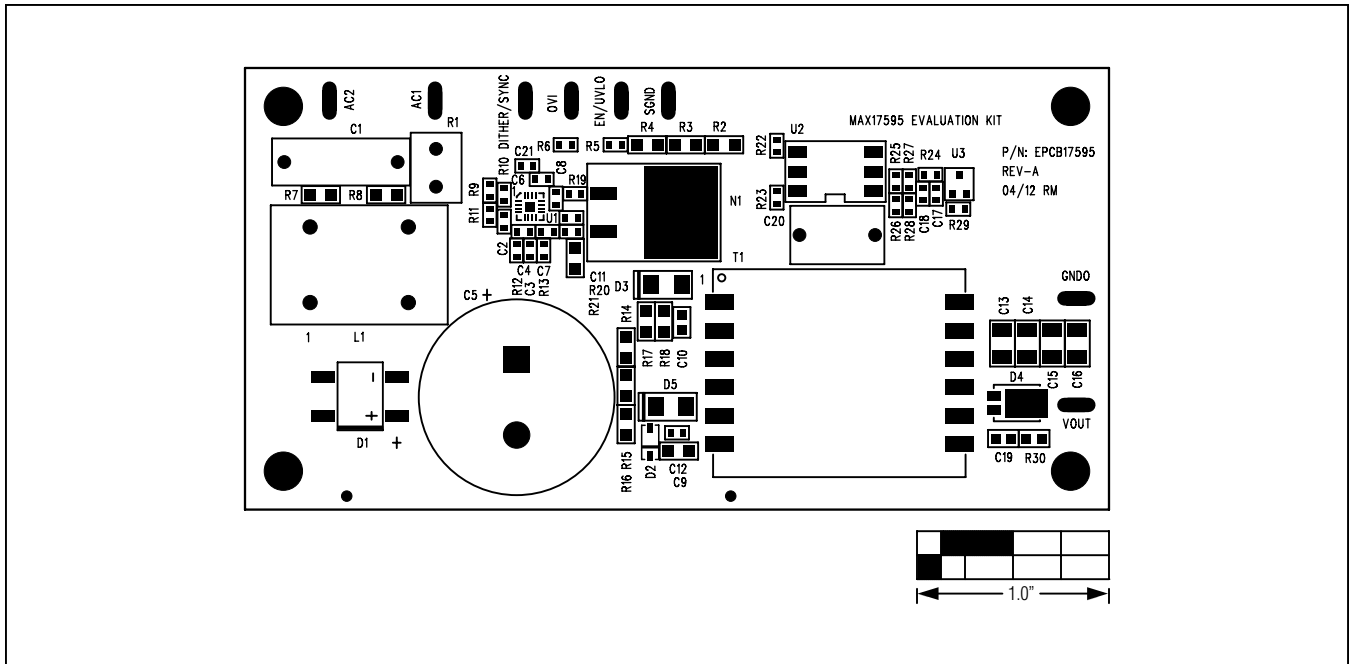 AC2
AC1
DITHER/SYNC
OVI
EN/UVLO
SGND
C1
R1
R6
R5
R4
R3
R2
R22
U2
MAX17595 EVALUATION KIT
P/N: EPCB17595
REV-A
04/12 RM
R7
R8
R9
R10
R11
C21
C6
C8
R19
1
U1
N1
R23
C20
R25
R27
R24
U3
R26
R28
C18
C17
R29
C2
C4
C7
R12
C3
R13
C11
R20
R21
T1
D3
1
GNDO
1
L1
C5 +
R14
R17
R18
C10
C13
C14
C15
C16
D4
VOUT
-
+
D1
+
D5
R15
R16
D2
C12
C9
C19
R30
1.0"